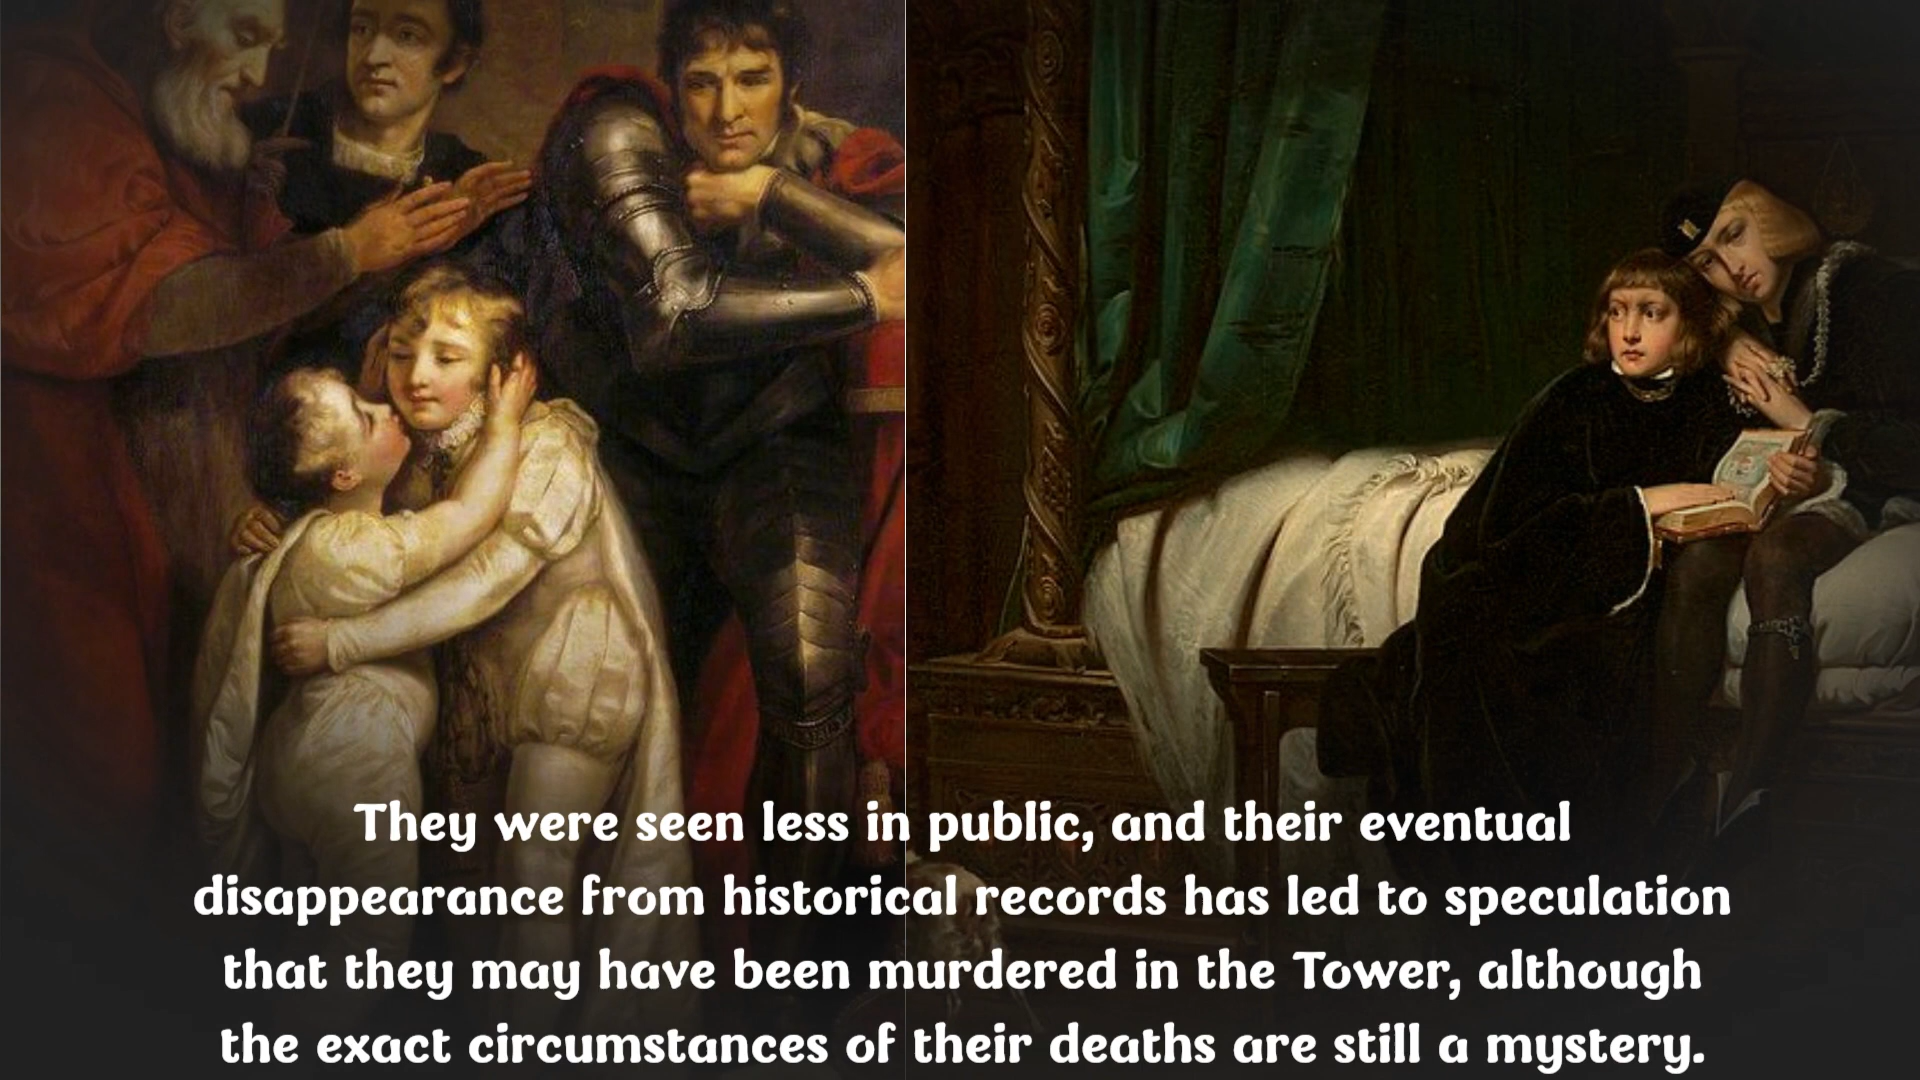 They were seen less in public, and their eventual
disappearance from historical records has led to speculation
that they may have been murdered in the Tower, although
the exact circumstances of their deaths are still a mystery.